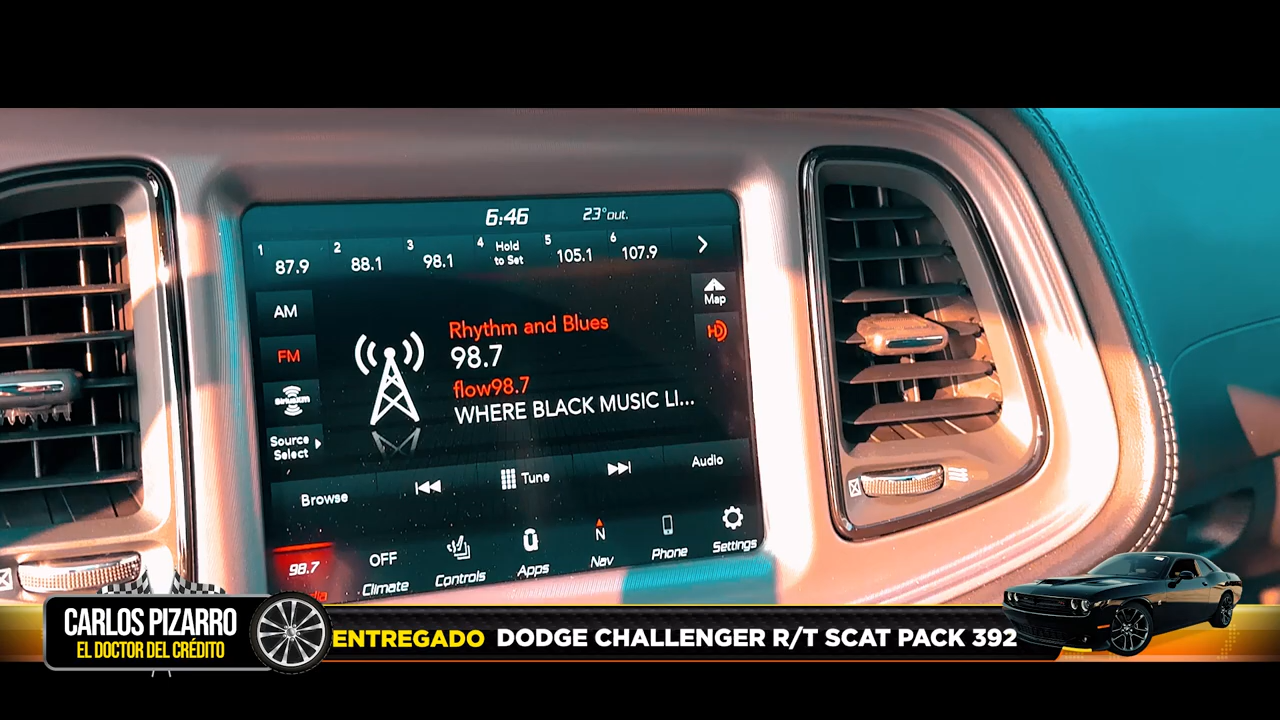 6:46 23°out.
1 2 3 4 Hold to Set 5 6
87.9 88.1 98.1 105.1 107.9
AM
Map
FM
HD
Rhythm and Blues
98.7
flow98.7
WHERE BLACK MUSIC LI...
SiriusXM
Source
Select
Browse
Tune
Audio
98.7
OFF
N
Climate
Controls
Apps
Nav
Phone
Settings
CARLOS PIZARRO
EL DOCTOR DEL CRÉDITO
ENTREGADO DODGE CHALLENGER R/T SCAT PACK 392